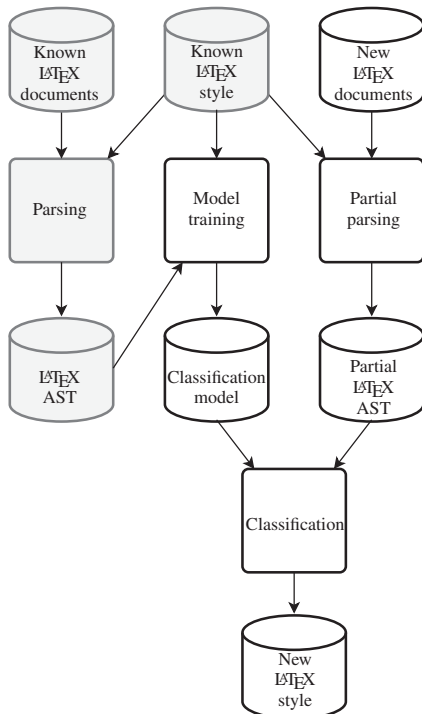 Known
LATEX
documents
Known
LATEX
style
New
LATEX
documents
Parsing
Model
training
Partial
parsing
LATEX
AST
Classification
model
Partial
LATEX
AST
Classification
New
LATEX
style